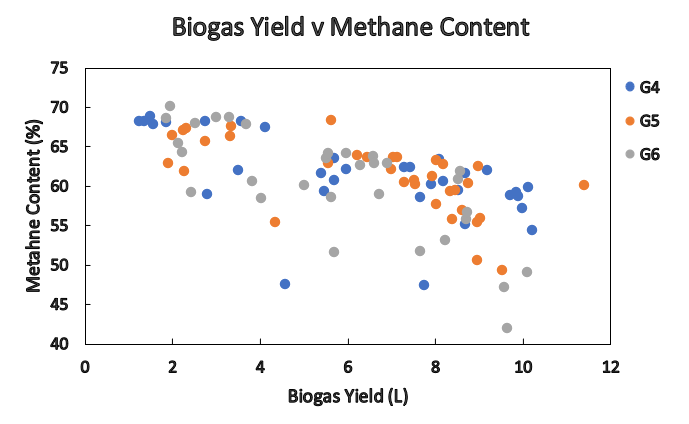 Biogas Yield v Methane Content
75
70
65
60
55
50
45
40
Metahne Content (%)
0 2 4 6 8 10 12
Biogas Yield (L)
G4
G5
G6